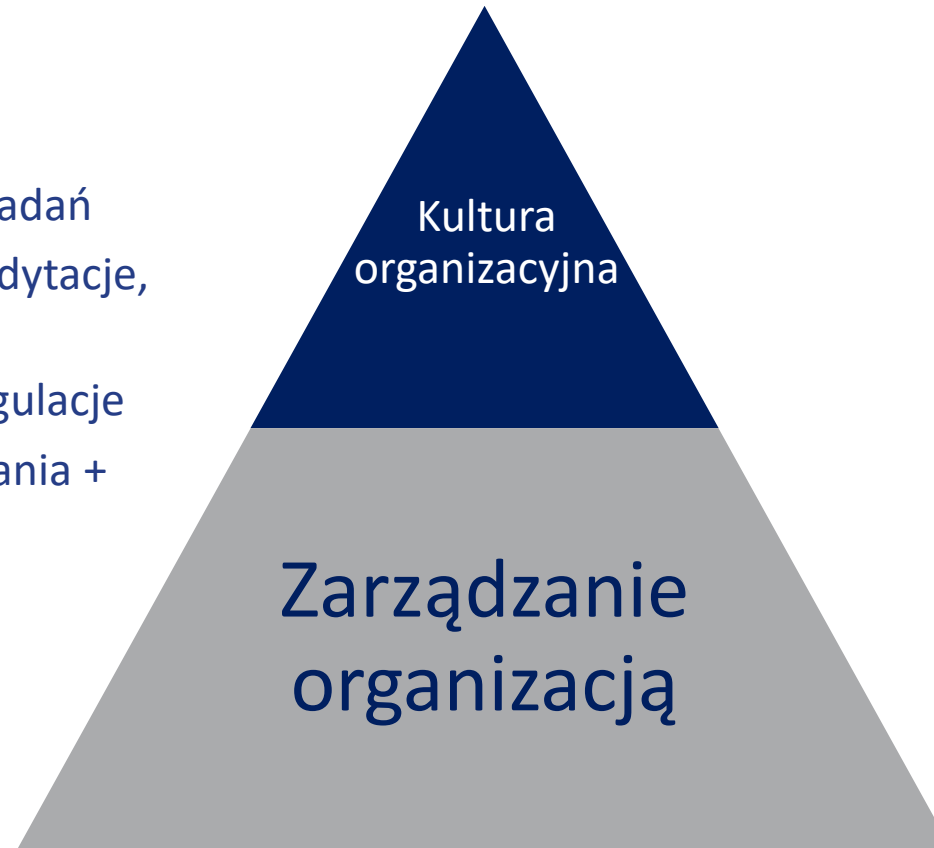 adań
dytacje,
gulacje
ania +
Kultura
organizacyjna
Zarządzanie
organizacją